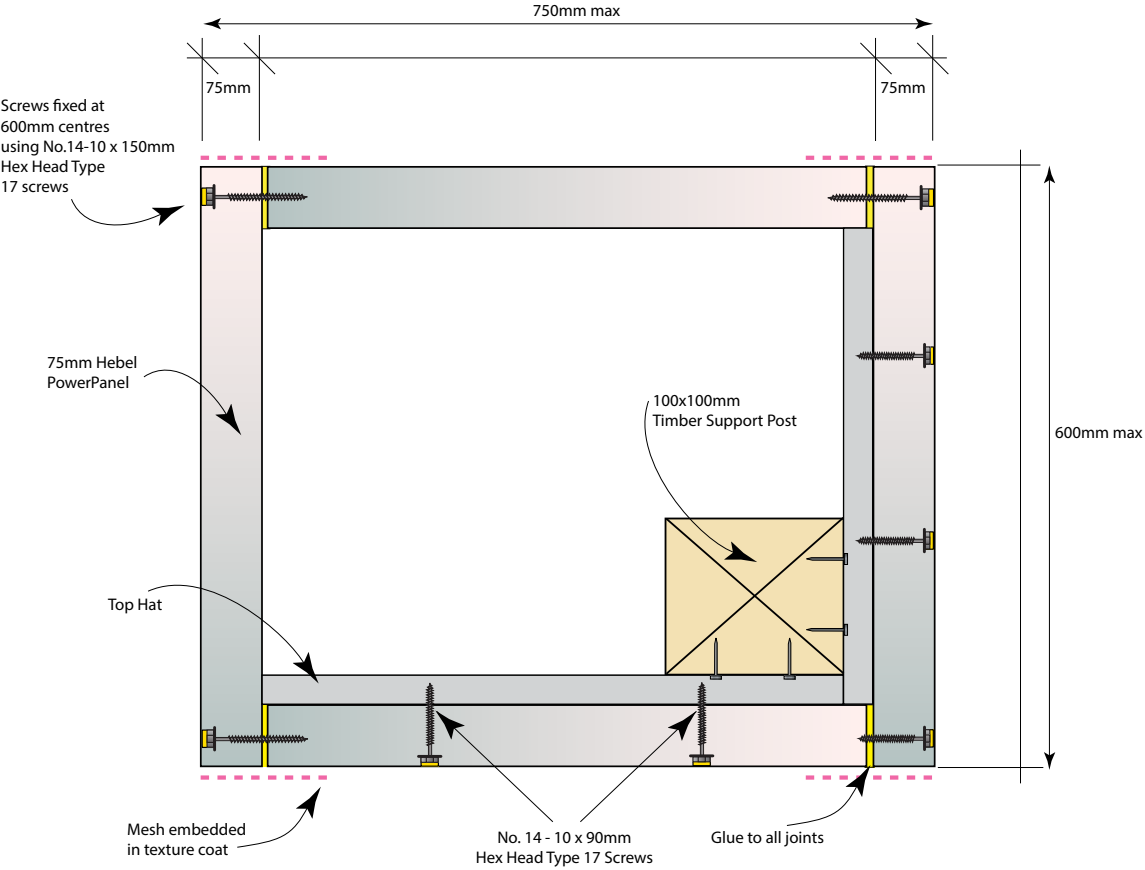 750mm max
75mm
75mm
Screws fixed at
600mm centres
using No.14-10 x 150mm
Hex Head Type
17 screws
75mm Hebel
PowerPanel
100x100mm
Timber Support Post
600mm max
Top Hat
Mesh embedded
in texture coat
No. 14 - 10 x 90mm
Hex Head Type 17 Screws
Glue to all joints